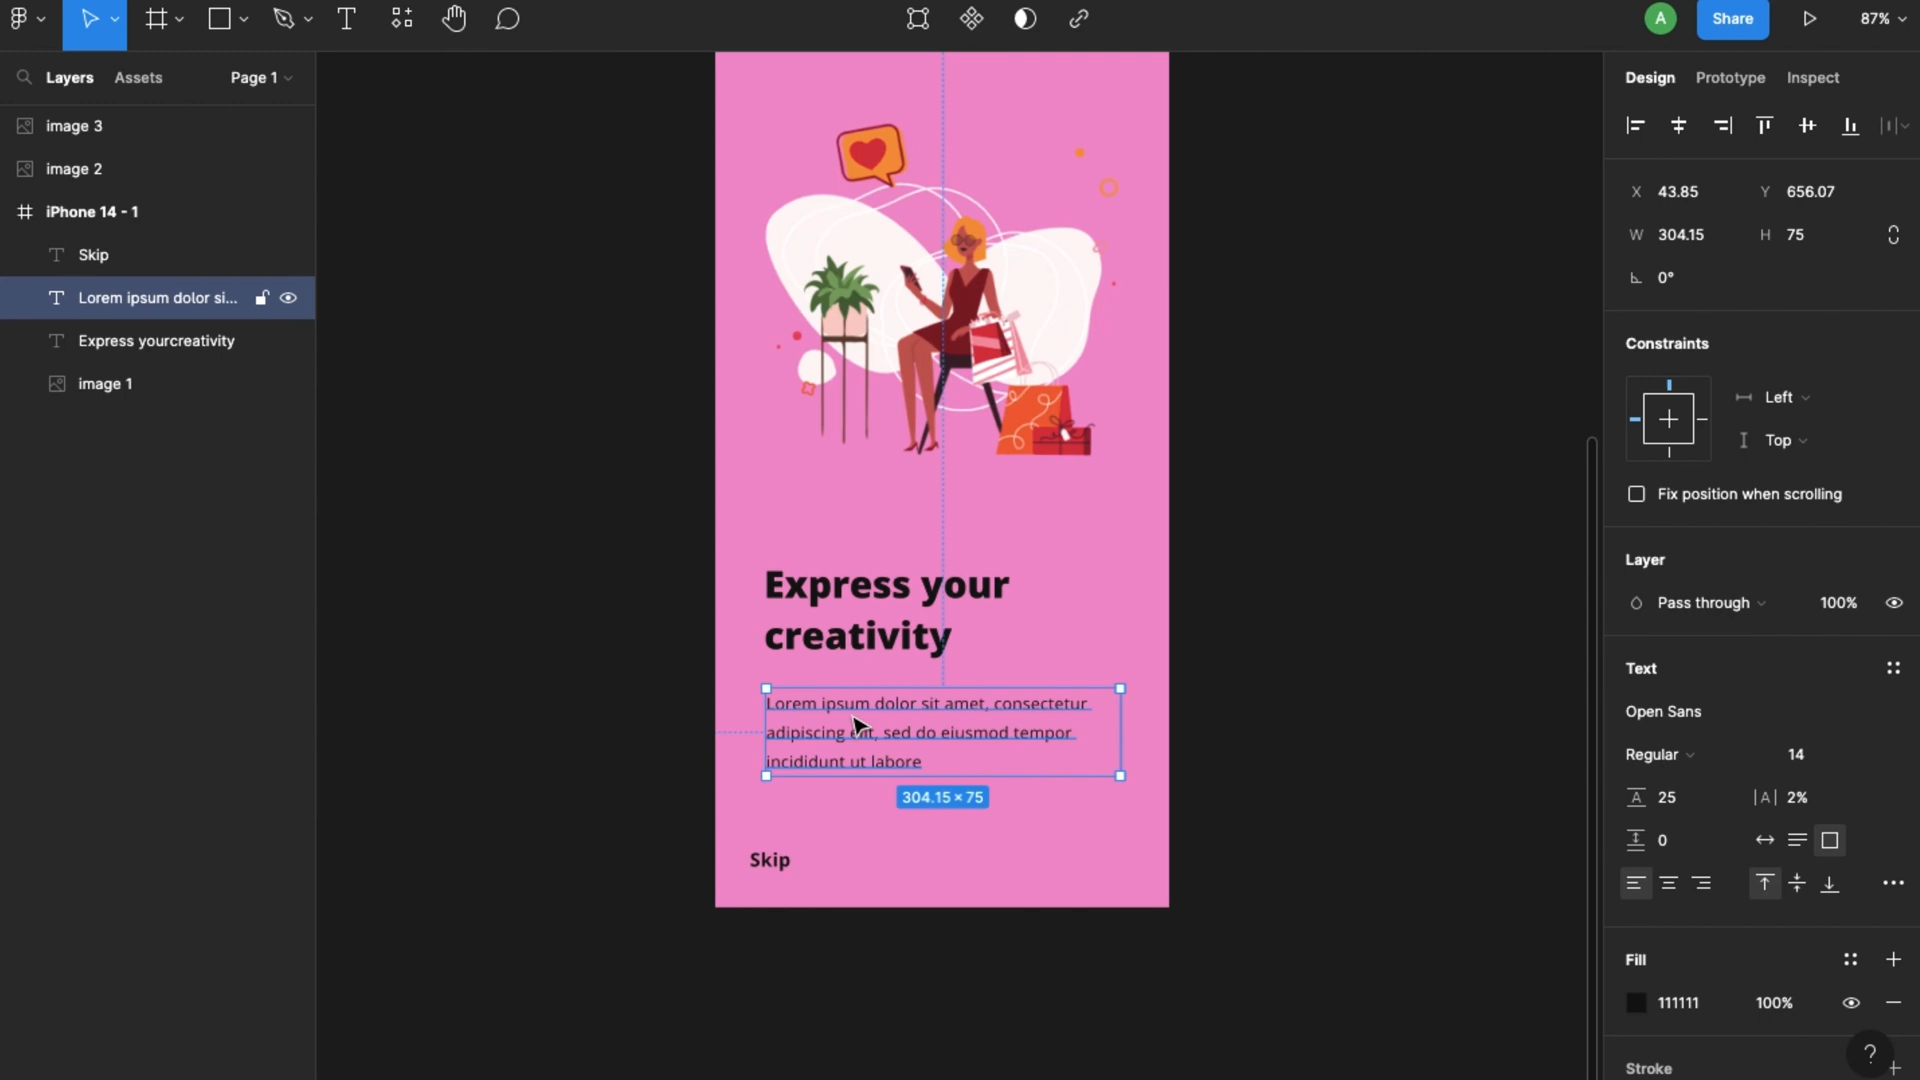 A
Share
87%
Layers
Assets
Page 1
image 3
image 2
iPhone 14 - 1
Skip
Lorem ipsum dolor si...
Express yourcreativity
image 1
Express your
creativity
Lorem ipsum dolor sit amet, consectetur
adipiscing elit, sed do eiusmod tempor
incididunt ut labore
304.15 × 75
Skip
Design
Prototype
Inspect
X 43.85
Y 656.07
W 304.15
H 75
0°
Constraints
Left
Top
Fix position when scrolling
Layer
Pass through
100%
Text
Open Sans
Regular
14
A 25
|A| 2%
0
Fill
111111
100%
Stroke
?